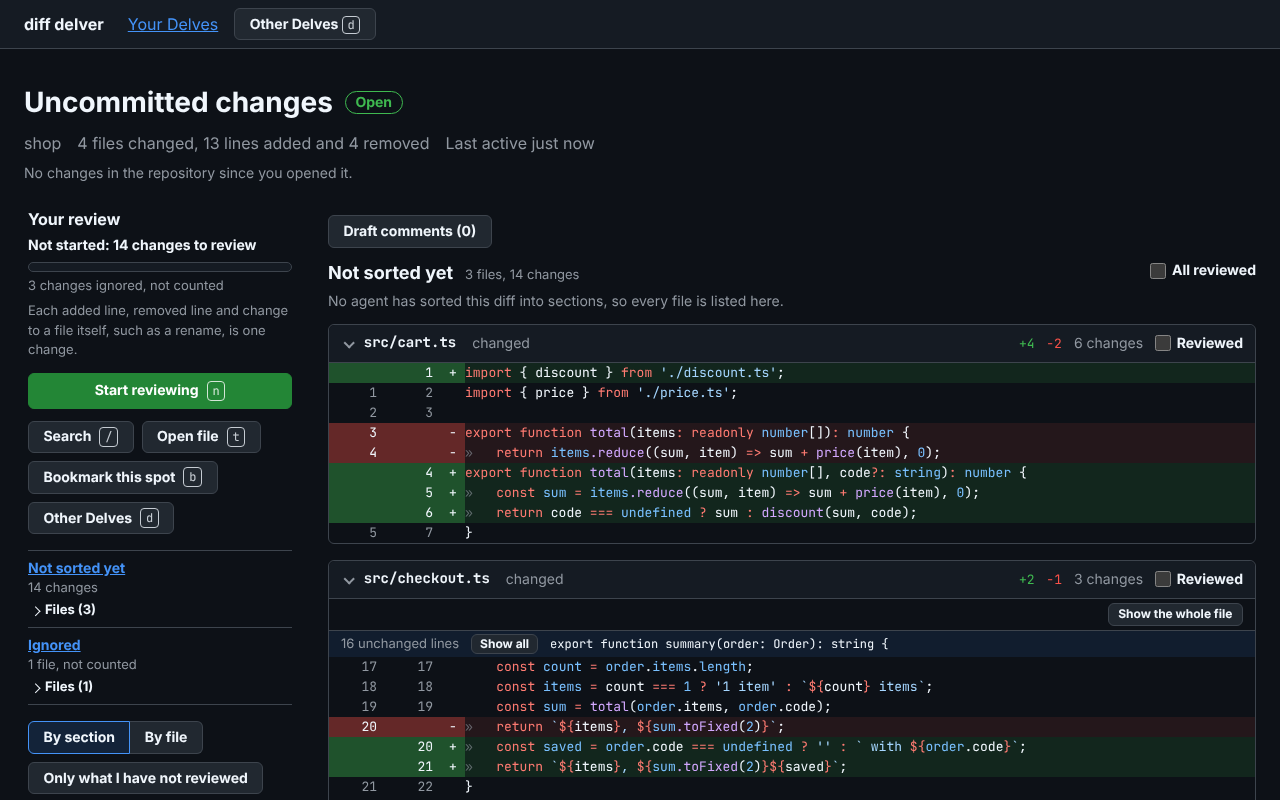 diff delver Your Delves Other Delves d
Uncommitted changes Open
shop 4 files changed, 13 lines added and 4 removed Last active just now
No changes in the repository since you opened it.
Your review
Not started: 14 changes to review
3 changes ignored, not counted
Each added line, removed line and change
to a file itself, such as a rename, is one
change.
Start reviewing n
Search / Open file t
Bookmark this spot b
Other Delves d
Not sorted yet
14 changes
Files (3)
Ignored
1 file, not counted
Files (1)
By section By file
Only what I have not reviewed
Draft comments (0)
Not sorted yet 3 files, 14 changes All reviewed
No agent has sorted this diff into sections, so every file is listed here.
src/cart.ts changed +4 -2 6 changes Reviewed
1 + import { discount } from './discount.ts';
1 2 import { price } from './price.ts';
2 3
3 - export function total(items: readonly number[]): number {
4 - » return items.reduce((sum, item) => sum + price(item), 0);
4 + export function total(items: readonly number[], code?: string): number {
5 + » const sum = items.reduce((sum, item) => sum + price(item), 0);
6 + » return code === undefined ? sum : discount(sum, code);
5 7 }
src/checkout.ts changed +2 -1 3 changes Reviewed
Show the whole file
16 unchanged lines Show all export function summary(order: Order): string {
17 17 const count = order.items.length;
18 18 const items = count === 1 ? '1 item' : `${count} items`;
19 19 const sum = total(order.items, order.code);
20 - » return `${items}, ${sum.toFixed(2)}`;
20 + » const saved = order.code === undefined ? '' : ` with ${order.code}`;
21 + » return `${items}, ${sum.toFixed(2)}${saved}`;
21 22 }